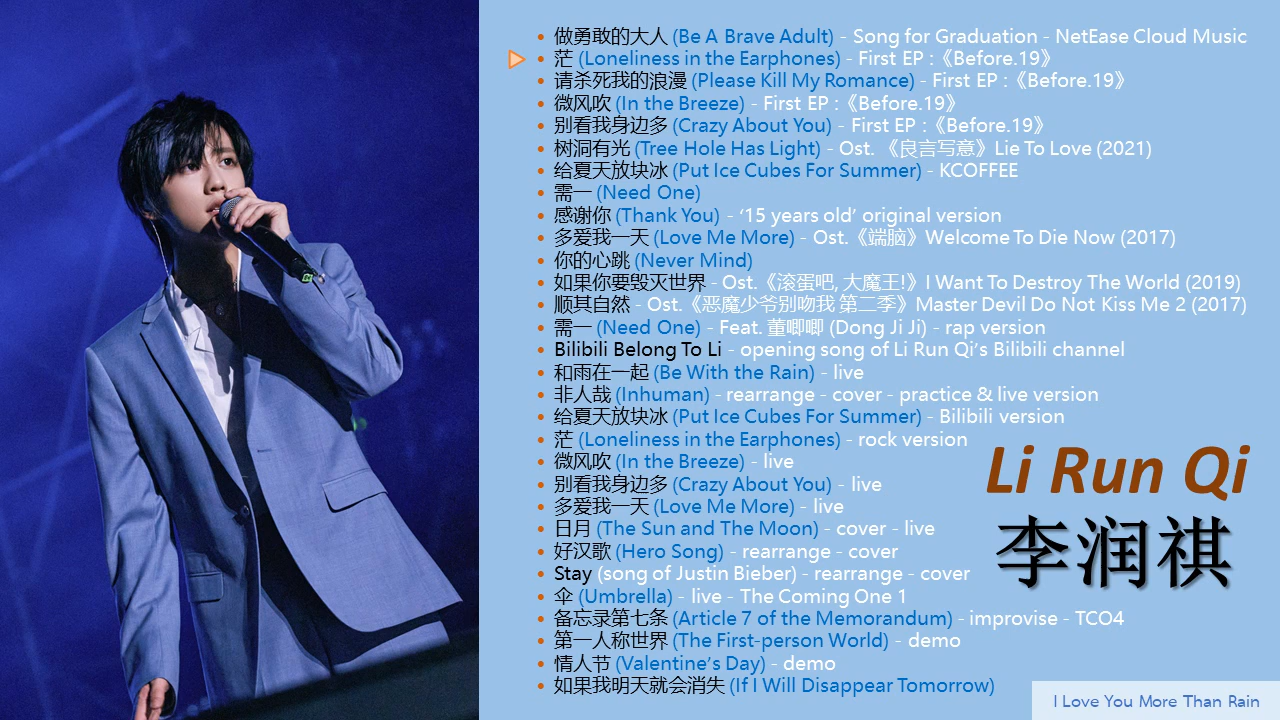 做勇敢的大人 (Be A Brave Adult) - Song for Graduation - NetEase Cloud Music
茫 (Loneliness in the Earphones) - First EP :《Before.19》
请杀死我的浪漫 (Please Kill My Romance) - First EP :《Before.19》
微风吹 (In the Breeze) - First EP :《Before.19》
别看我身边多 (Crazy About You) - First EP :《Before.19》
树洞有光 (Tree Hole Has Light) - Ost. 《良言写意》Lie To Love (2021)
给夏天放块冰 (Put Ice Cubes For Summer) - KCOFFEE
需一 (Need One)
感谢你 (Thank You) - ‘15 years old’ original version
多爱我一天 (Love Me More) - Ost.《端脑》Welcome To Die Now (2017)
你的心跳 (Never Mind)
如果你要毁灭世界 - Ost.《滚蛋吧, 大魔王!》I Want To Destroy The World (2019)
顺其自然 - Ost.《恶魔少爷别吻我 第二季》Master Devil Do Not Kiss Me 2 (2017)
需一 (Need One) - Feat. 董唧唧 (Dong Ji Ji) - rap version
Bilibili Belong To Li - opening song of Li Run Qi’s Bilibili channel
和雨在一起 (Be With the Rain) - live
非人哉 (Inhuman) - rearrange - cover - practice & live version
给夏天放块冰 (Put Ice Cubes For Summer) - Bilibili version
茫 (Loneliness in the Earphones) - rock version
微风吹 (In the Breeze) - live
别看我身边多 (Crazy About You) - live
多爱我一天 (Love Me More) - live
日月 (The Sun and The Moon) - cover - live
好汉歌 (Hero Song) - rearrange - cover
Stay (song of Justin Bieber) - rearrange - cover
伞 (Umbrella) - live - The Coming One 1
备忘录第七条 (Article 7 of the Memorandum) - improvise - TCO4
第一人称世界 (The First-person World) - demo
情人节 (Valentine’s Day) - demo
如果我明天就会消失 (If I Will Disappear Tomorrow)
Li Run Qi
李润祺
I Love You More Than Rain